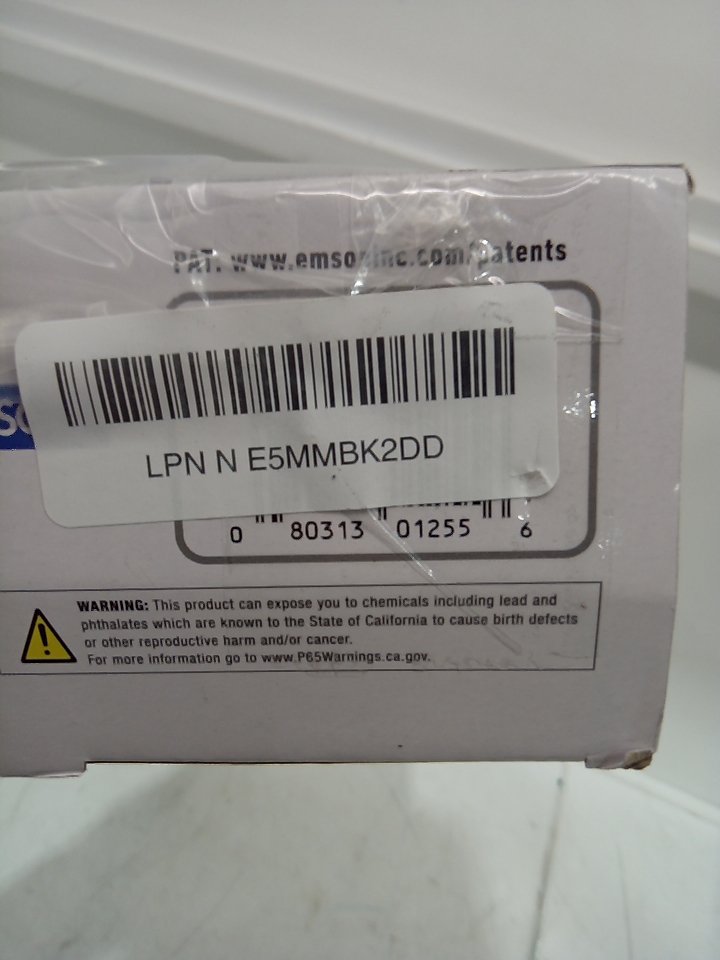 PAT. www.emsoninc.com/patents
LPN N E5MMBK2DD
0 80313 01255 6
WARNING: This product can expose you to chemicals including lead and
phthalates which are known to the State of California to cause birth defects
or other reproductive harm and/or cancer.
For more information go to www.P65Warnings.ca.gov.